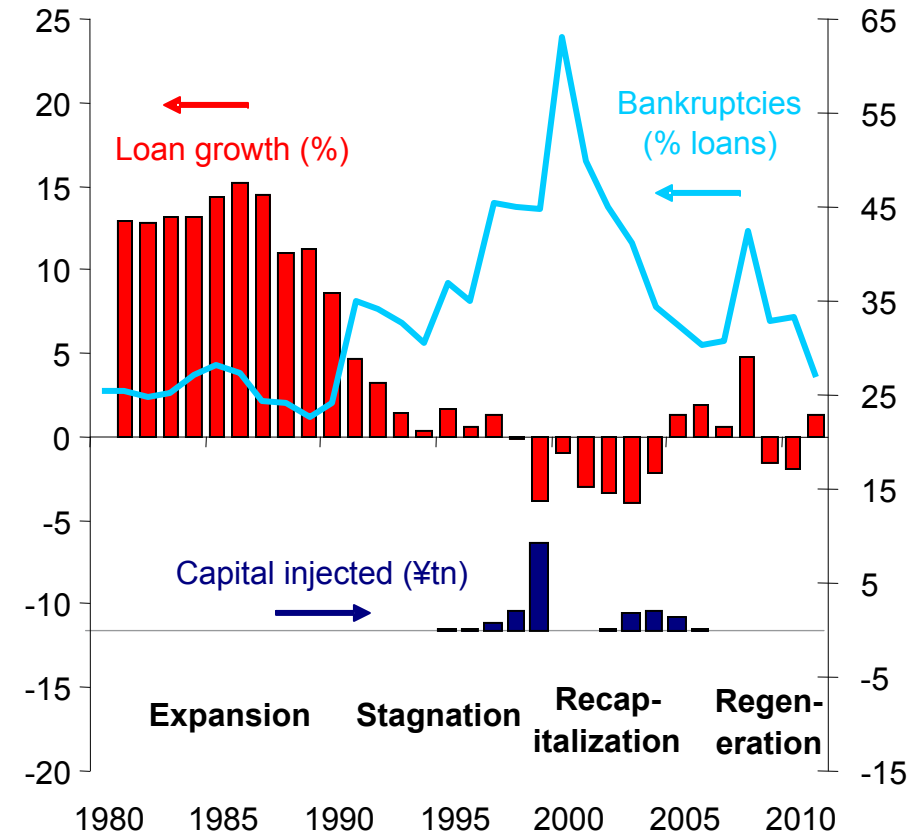 25
20
15
10
5
0
-5
-10
-15
-20
65
55
45
35
25
15
5
-5
-15
Loan growth (%)
Bankruptcies
(% loans)
Capital injected (¥tn)
Expansion
Stagnation
Recap-
italization
Regen-
eration
1980 1985 1990 1995 2000 2005 2010